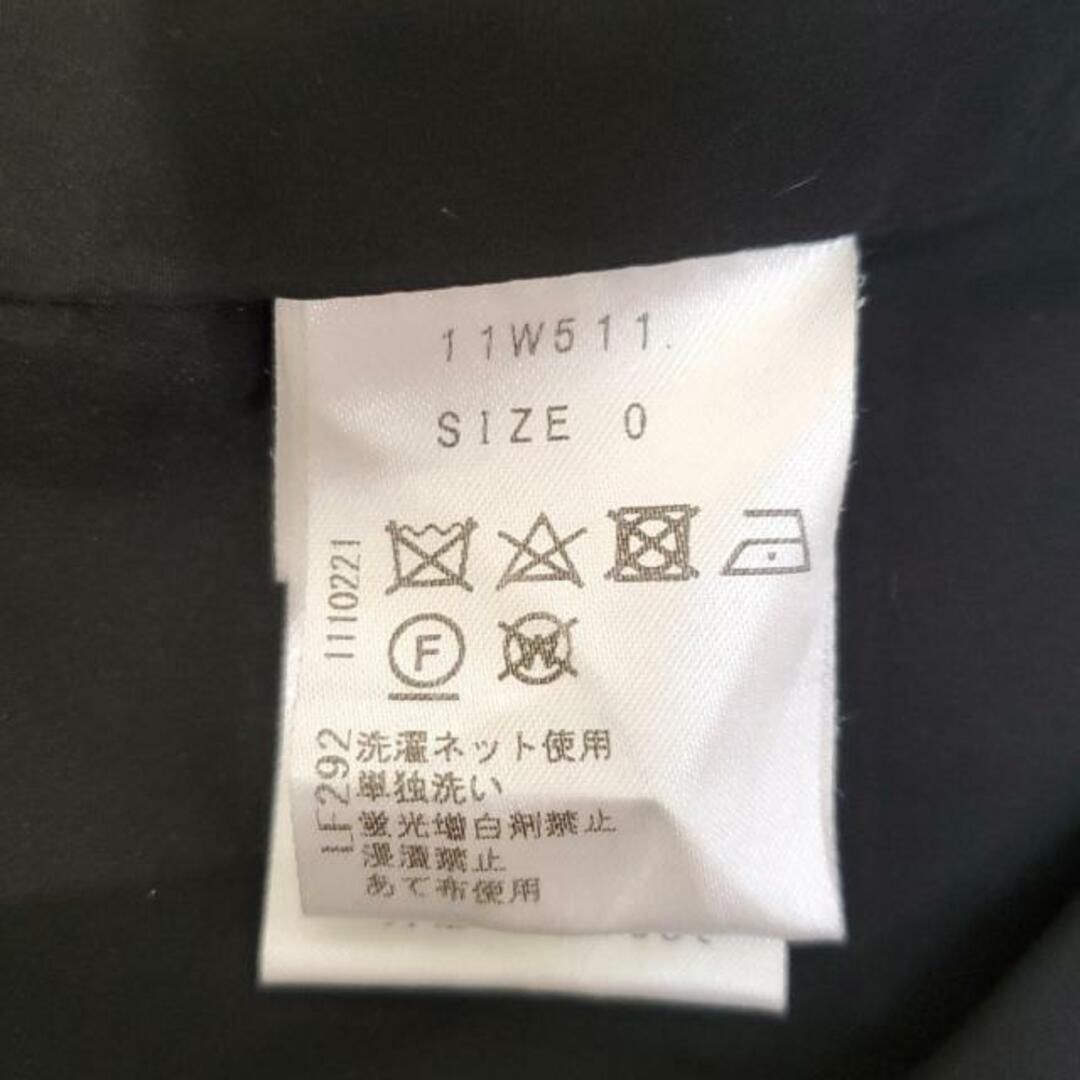 11W511.
SIZE 0
1110221
F
W
LF292
洗濯ネット使用
単独洗い
蛍光増白剤禁止
浸漬禁止
あて布使用